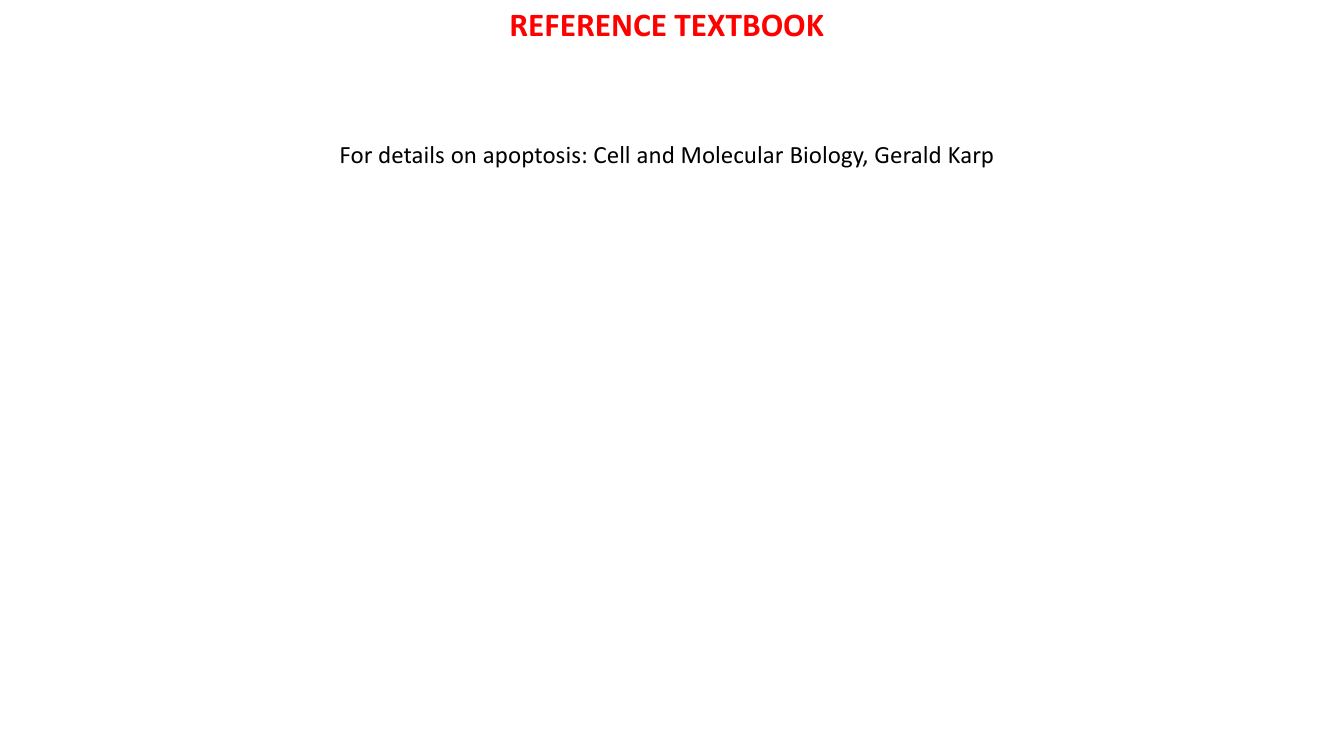 REFERENCE TEXTBOOK
For details on apoptosis: Cell and Molecular Biology, Gerald Karp